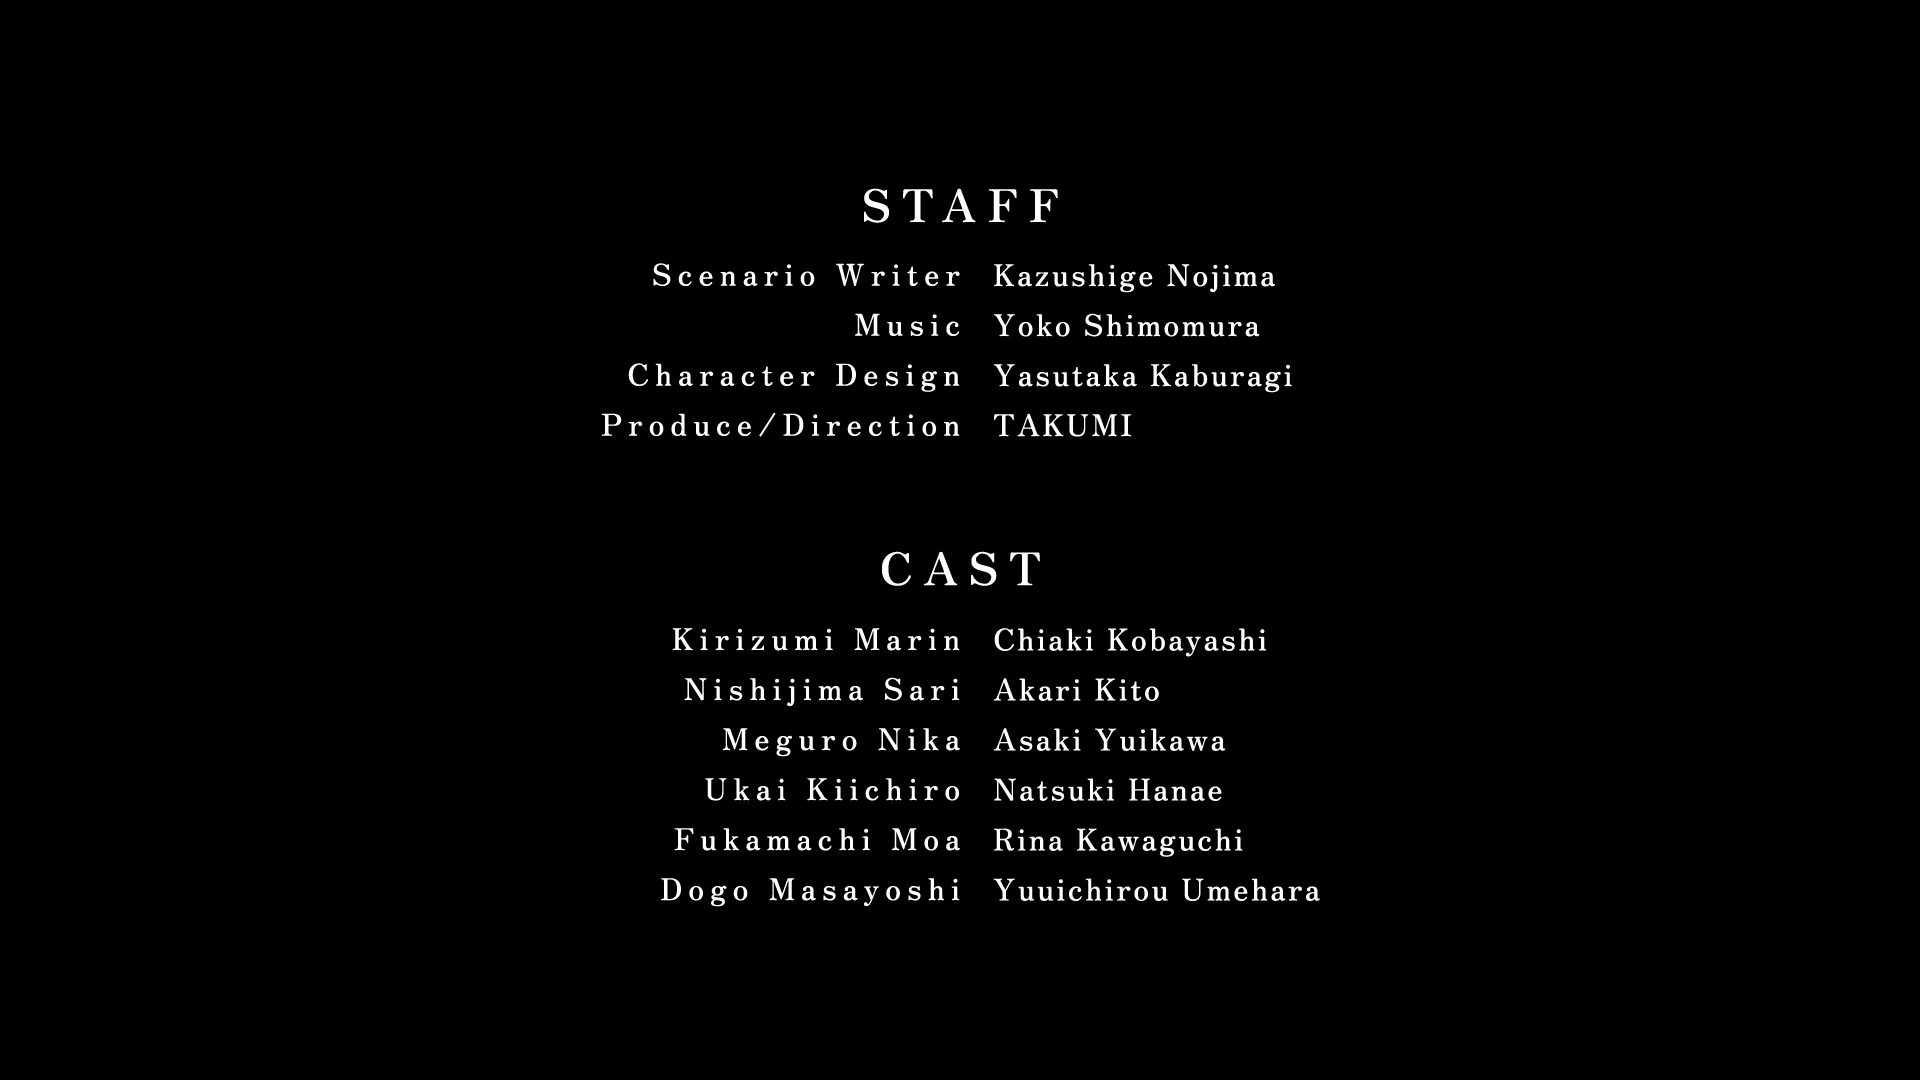 STAFF
Scenario Writer Kazushige Nojima
Music Yoko Shimomura
Character Design Yasutaka Kaburagi
Produce/Direction TAKUMI
CAST
Kirizumi Marin Chiaki Kobayashi
Nishijima Sari Akari Kito
Meguro Nika Asaki Yuikawa
Ukai Kiichiro Natsuki Hanae
Fukamachi Moa Rina Kawaguchi
Dogo Masayoshi Yuuichirou Umehara